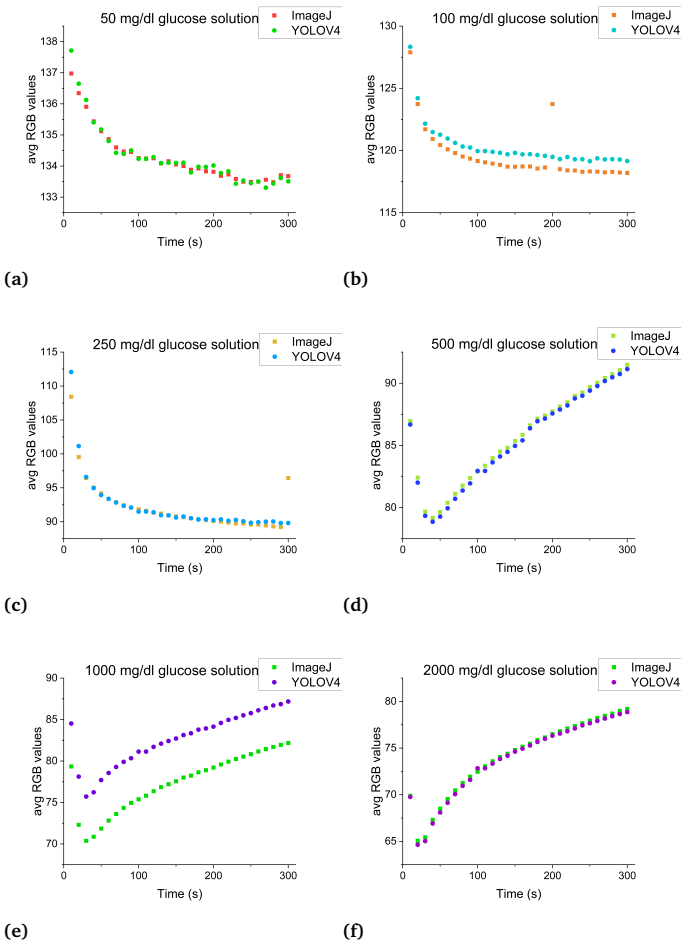 50 mg/dl glucose solution
ImageJ
YOLOV4
138
137
136
135
134
133
avg RGB values
0
100
200
300
Time (s)
(a)
100 mg/dl glucose solution
ImageJ
YOLOV4
130
125
120
115
avg RGB values
0
100
200
300
Time (s)
(b)
250 mg/dl glucose solution
ImageJ
YOLOV4
115
110
105
100
95
90
avg RGB values
0
100
200
300
Time (s)
(c)
500 mg/dl glucose solution
ImageJ
YOLOV4
90
85
80
avg RGB values
0
100
200
300
Time (s)
(d)
1000 mg/dl glucose solution
ImageJ
YOLOV4
90
85
80
75
70
avg RGB values
0
100
200
300
Time (s)
(e)
2000 mg/dl glucose solution
ImageJ
YOLOV4
80
75
70
65
avg RGB values
0
100
200
300
Time (s)
(f)